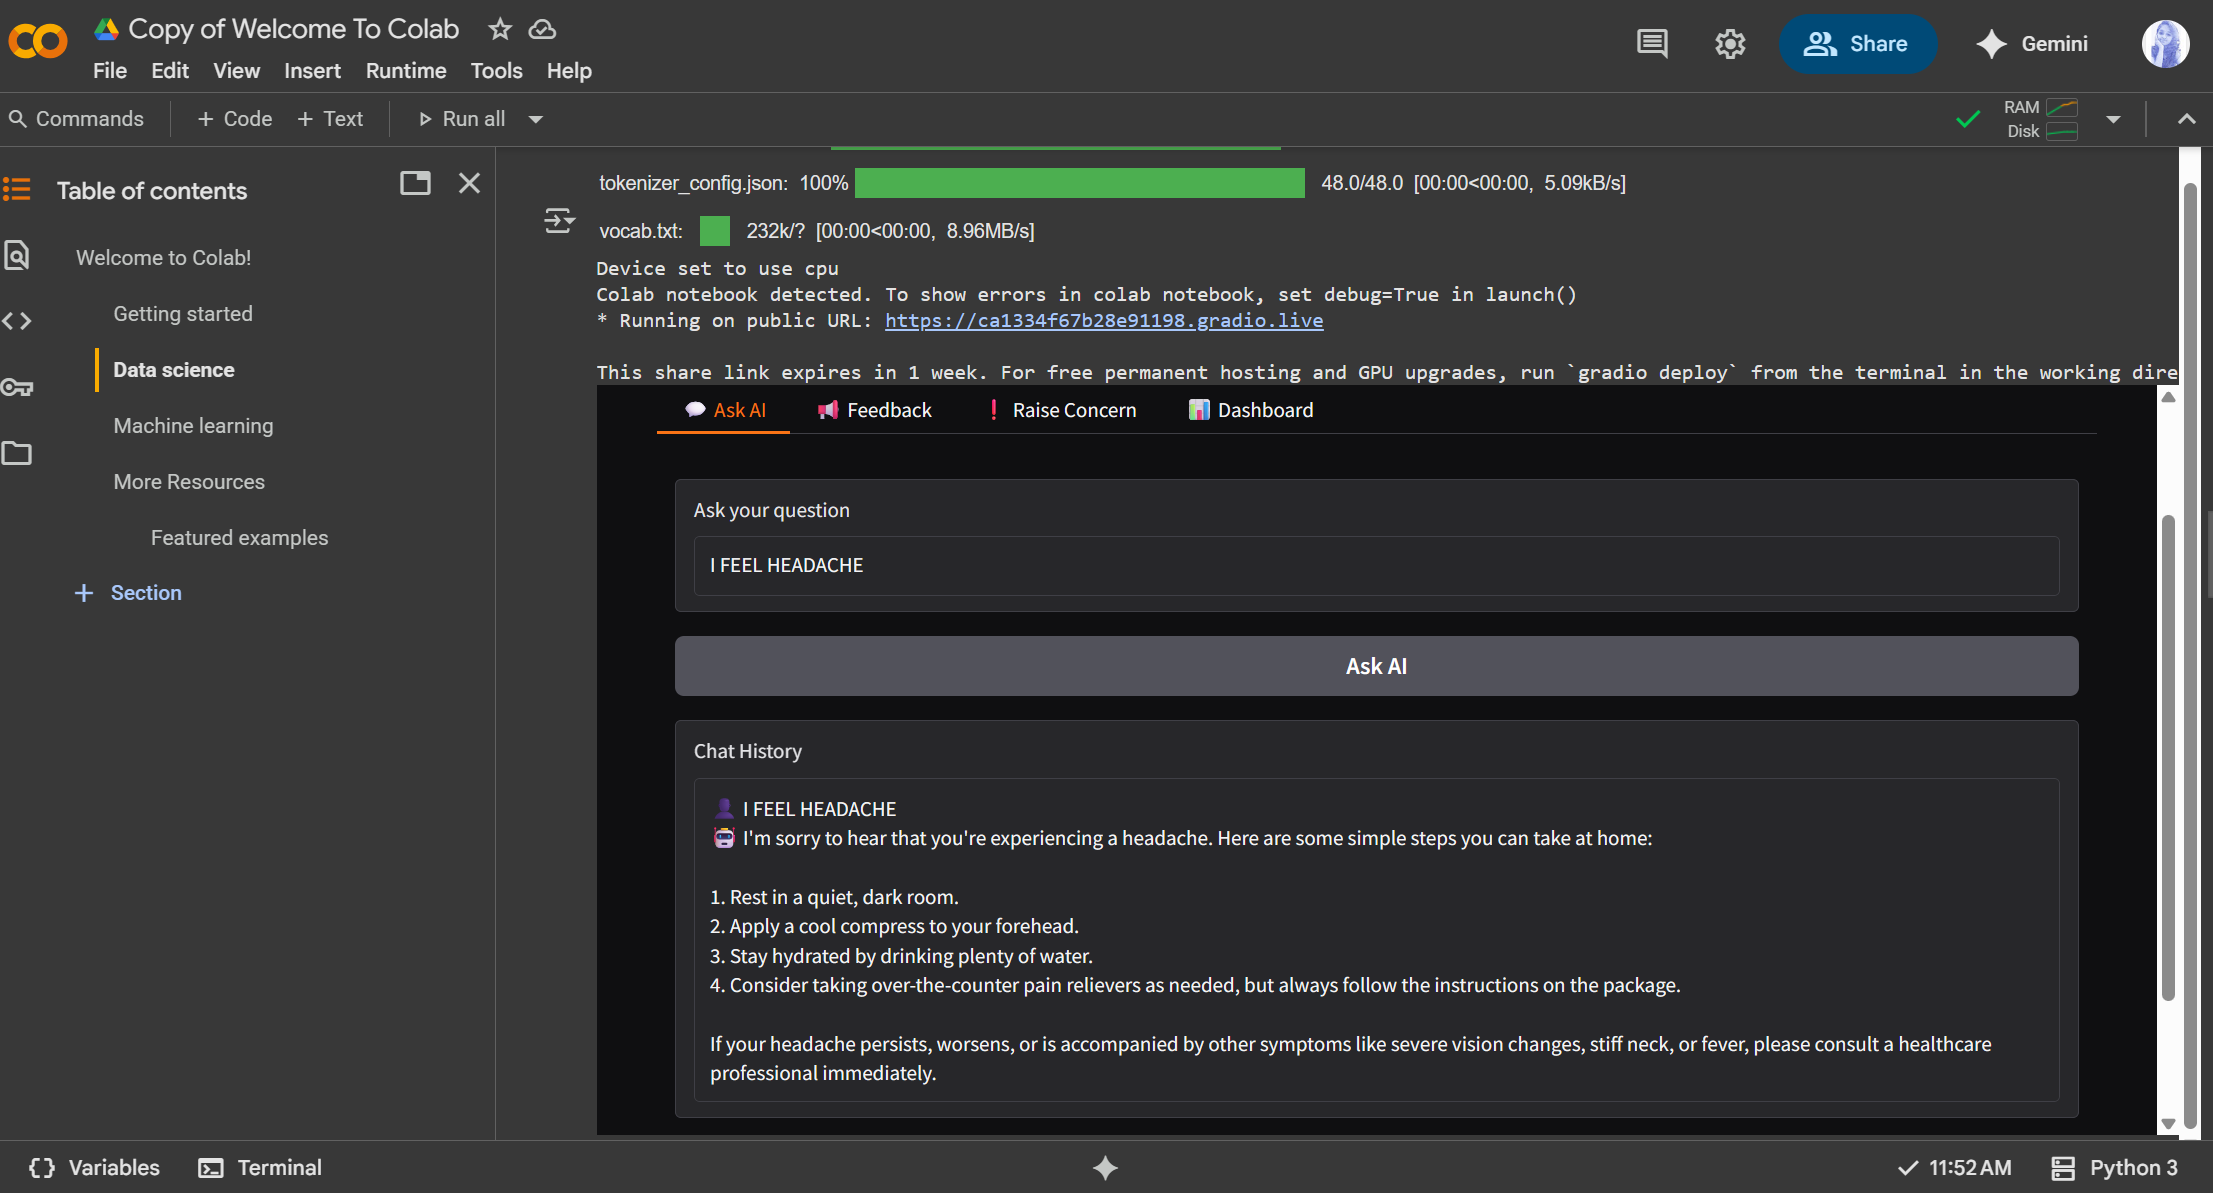 Copy of Welcome To Colab
File Edit View Insert Runtime Tools Help
Share
Gemini
Commands + Code + Text Run all
RAM
Disk
Table of contents
Welcome to Colab!
Getting started
Data science
Machine learning
More Resources
Featured examples
+ Section
tokenizer_config.json: 100% 48.0/48.0 [00:00<00:00, 5.09kB/s]
vocab.txt: 232k/? [00:00<00:00, 8.96MB/s]
Device set to use cpu
Colab notebook detected. To show errors in colab notebook, set debug=True in launch()
* Running on public URL: https://ca1334f67b28e91198.gradio.live
This share link expires in 1 week. For free permanent hosting and GPU upgrades, run `gradio deploy` from the terminal in the working dire
💬 Ask AI 📢 Feedback ❗ Raise Concern 📊 Dashboard
Ask your question
I FEEL HEADACHE
Ask AI
Chat History
👤 I FEEL HEADACHE
🤖 I'm sorry to hear that you're experiencing a headache. Here are some simple steps you can take at home:
1. Rest in a quiet, dark room.
2. Apply a cool compress to your forehead.
3. Stay hydrated by drinking plenty of water.
4. Consider taking over-the-counter pain relievers as needed, but always follow the instructions on the package.
If your headache persists, worsens, or is accompanied by other symptoms like severe vision changes, stiff neck, or fever, please consult a healthcare
professional immediately.
Variables Terminal
11:52 AM Python 3